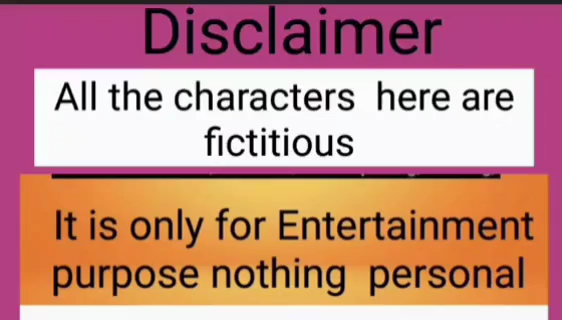 Disclaimer
All the characters here are
fictitious
It is only for Entertainment
purpose nothing personal